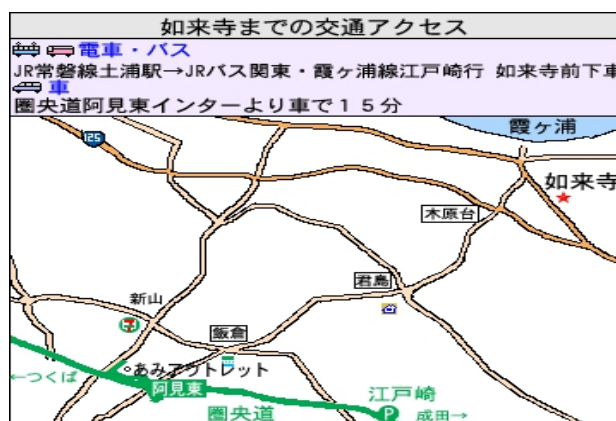 如来寺までの交通アクセス
電車・バス
JR常磐線土浦駅→JRバス関東・霞ヶ浦線江戸崎行 如来寺前下車
車
圏央道阿見東インターより車で１５分
霞ヶ浦
125
如来寺
木原台
君島
新山
7
飯倉
あみアウトレット
←つくば
阿見東
江戸崎
圏央道
P
成田→